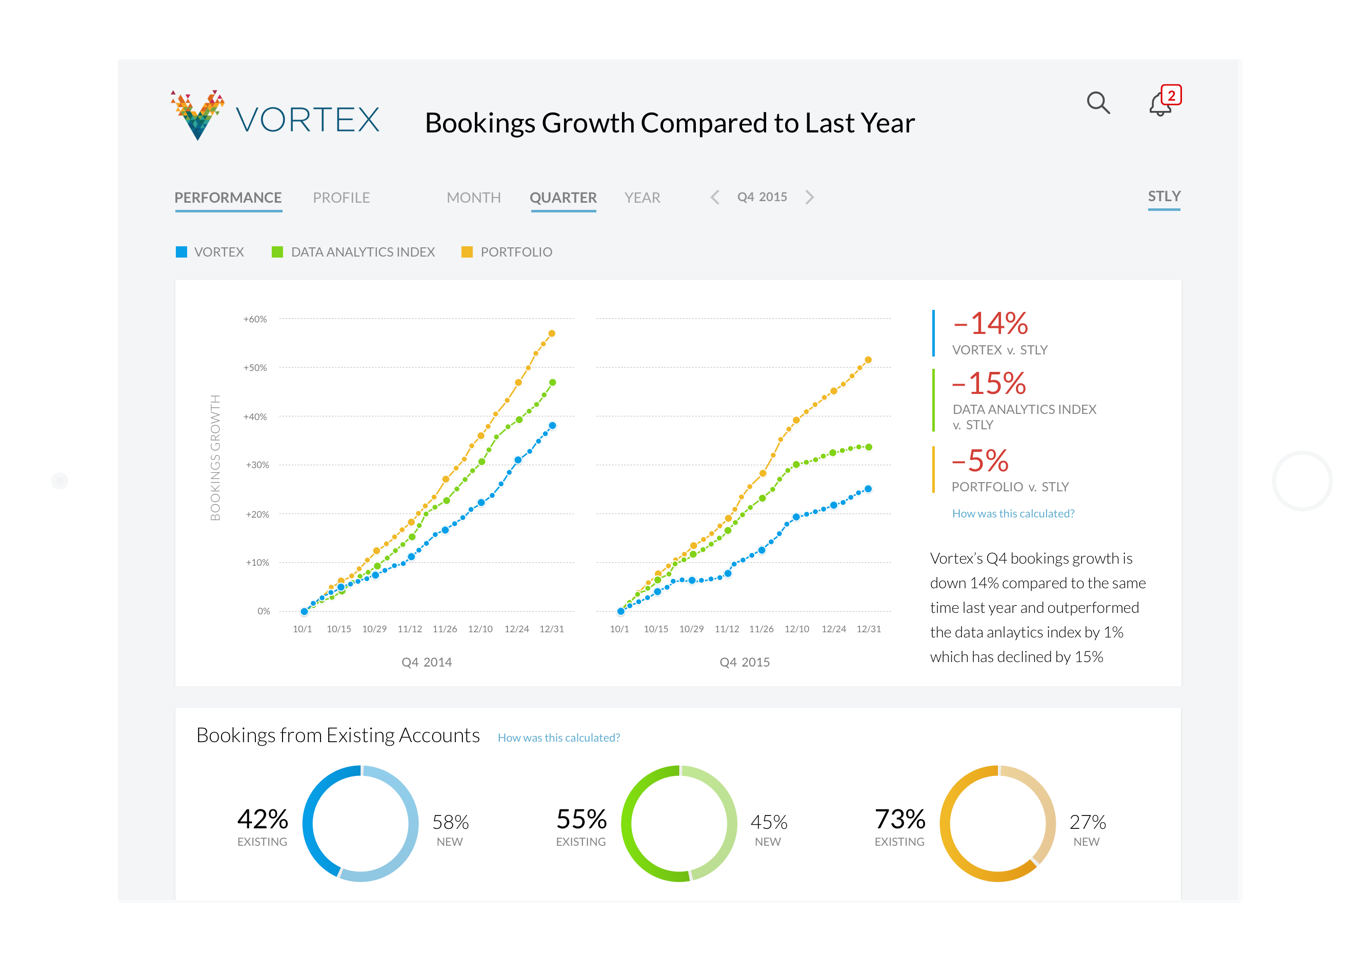 VORTEX
Bookings Growth Compared to Last Year
2
PERFORMANCE PROFILE MONTH QUARTER YEAR Q4 2015 STLY
VORTEX DATA ANALYTICS INDEX PORTFOLIO
BOOKINGS GROWTH
+60%
+50%
+40%
+30%
+20%
+10%
0%
10/1 10/15 10/29 11/12 11/26 12/10 12/24 12/31
Q4 2014
10/1 10/15 10/29 11/12 11/26 12/10 12/24 12/31
Q4 2015
–14%
VORTEX v. STLY
–15%
DATA ANALYTICS INDEX
v. STLY
–5%
PORTFOLIO v. STLY
How was this calculated?
Vortex’s Q4 bookings growth is
down 14% compared to the same
time last year and outperformed
the data anlaytics index by 1%
which has declined by 15%
Bookings from Existing Accounts How was this calculated?
42%
EXISTING
58%
NEW
55%
EXISTING
45%
NEW
73%
EXISTING
27%
NEW